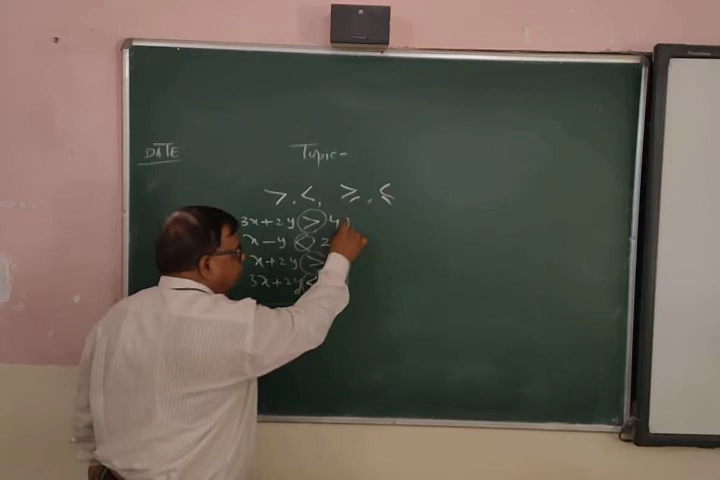 DATE
Topic-
>, <, ≥, ≤
3x+2y > 4
x-y < 2
x+2y >
3x+2y <